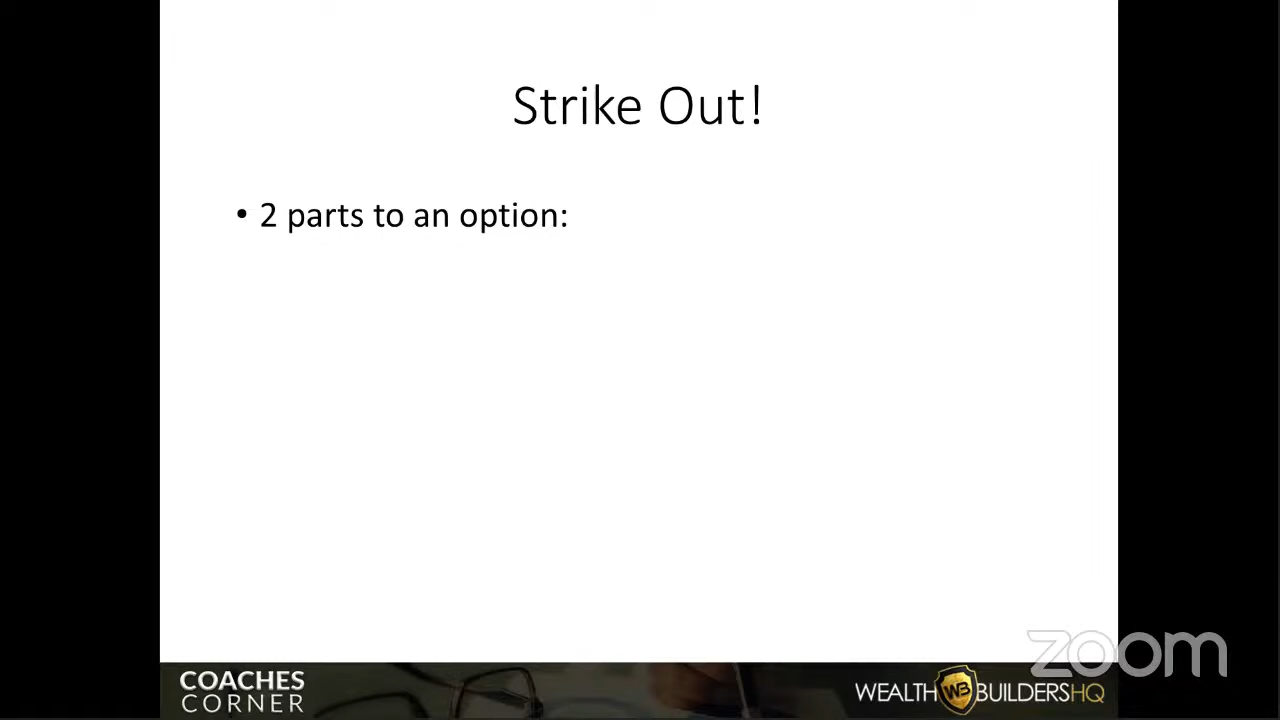 Strike Out!
• 2 parts to an option:
zoom
COACHES
CORNER
WEALTH WB BUILDERSHQ